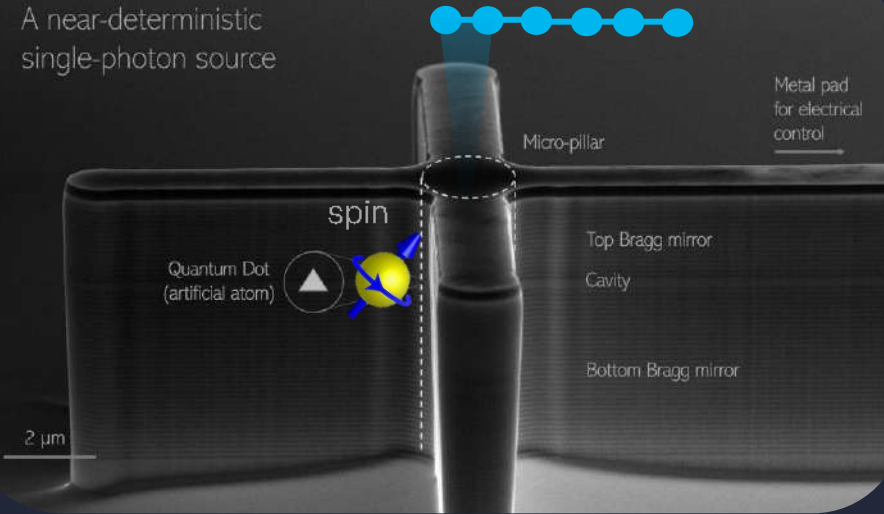 A near-deterministic
single-photon source
Metal pad
for electrical
control
Micro-pillar
spin
Top Bragg mirror
Quantum Dot
(artificial atom)
Cavity
Bottom Bragg mirror
2 µm